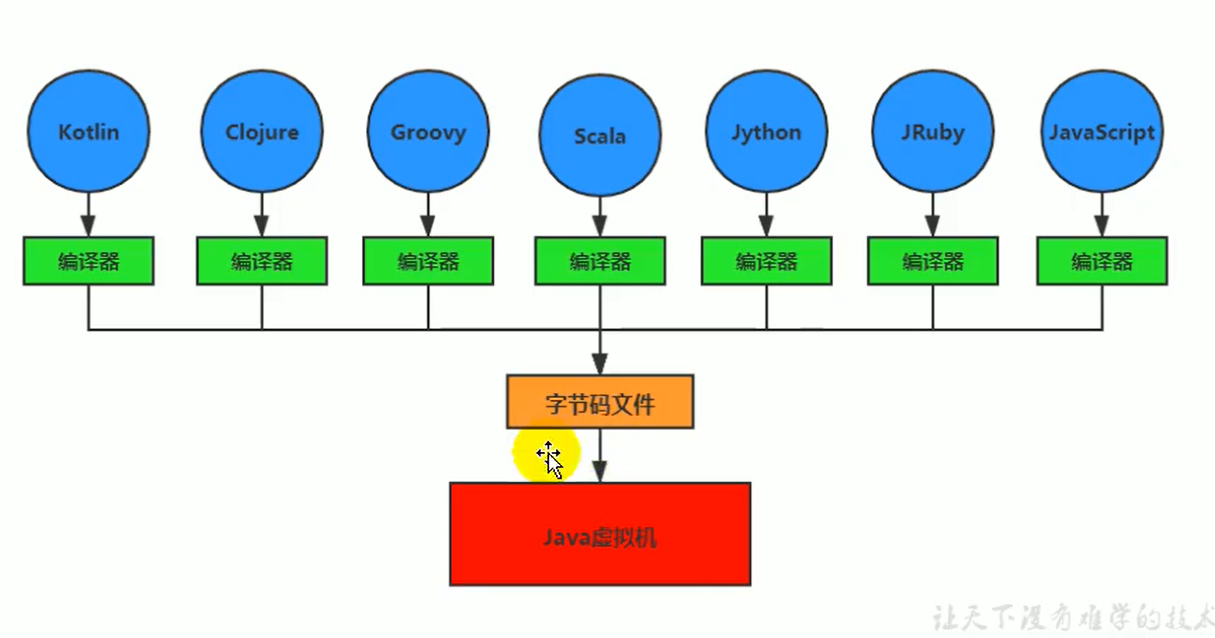 Kotlin
Clojure
Groovy
Scala
Jython
JRuby
JavaScript
编译器
编译器
编译器
编译器
编译器
编译器
编译器
字节码文件
Java虚拟机
让天下没有难学的技术